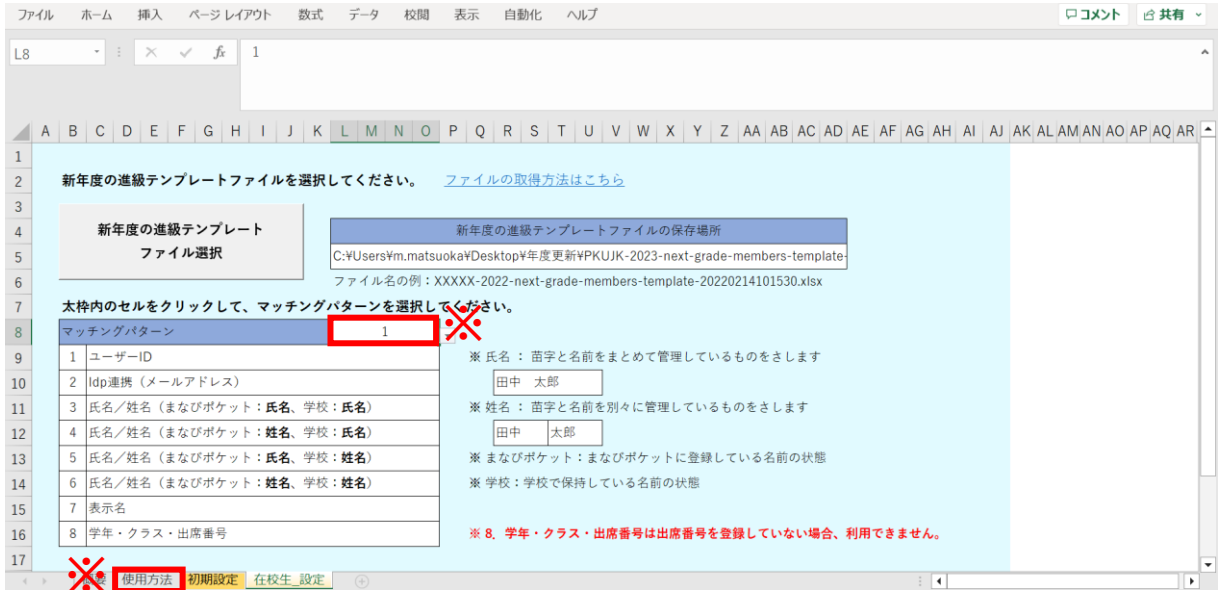 ファイル ホーム 挿入 ページ レイアウト 数式 データ 校閲 表示 自動化 ヘルプ コメント 共有
L8 fx 1
A B C D E F G H I J K L M N O P Q R S T U V W X Y Z AA AB AC AD AE AF AG AH AI AJ AK AL AM AN AO AP AQ AR
1
2 新年度の進級テンプレートファイルを選択してください。 ファイルの取得方法はこちら
3
4 新年度の進級テンプレート 新年度の進級テンプレートファイルの保存場所
5 ファイル選択 C:¥Users¥m.matsuoka¥Desktop¥年度更新¥PKUJK-2023-next-grade-members-template-
6 ファイル名の例：XXXXX-2022-next-grade-members-template-20220214101530.xlsx
7 太枠内のセルをクリックして、マッチングパターンを選択してください。
8 マッチングパターン 1 ※
9 1 ユーザーID ※ 氏名 ： 苗字と名前をまとめて管理しているものをさします
10 2 Idp連携（メールアドレス） 田中 太郎
11 3 氏名／姓名（まなびポケット：氏名、学校：氏名） ※ 姓名 ： 苗字と名前を別々に管理しているものをさします
12 4 氏名／姓名（まなびポケット：姓名、学校：氏名） 田中 太郎
13 5 氏名／姓名（まなびポケット：氏名、学校：姓名） ※ まなびポケット：まなびポケットに登録している名前の状態
14 6 氏名／姓名（まなびポケット：姓名、学校：姓名） ※ 学校：学校で保持している名前の状態
15 7 表示名
16 8 学年・クラス・出席番号 ※ 8．学年・クラス・出席番号は出席番号を登録していない場合、利用できません。
17
※ 使用方法 初期設定 在校生_設定